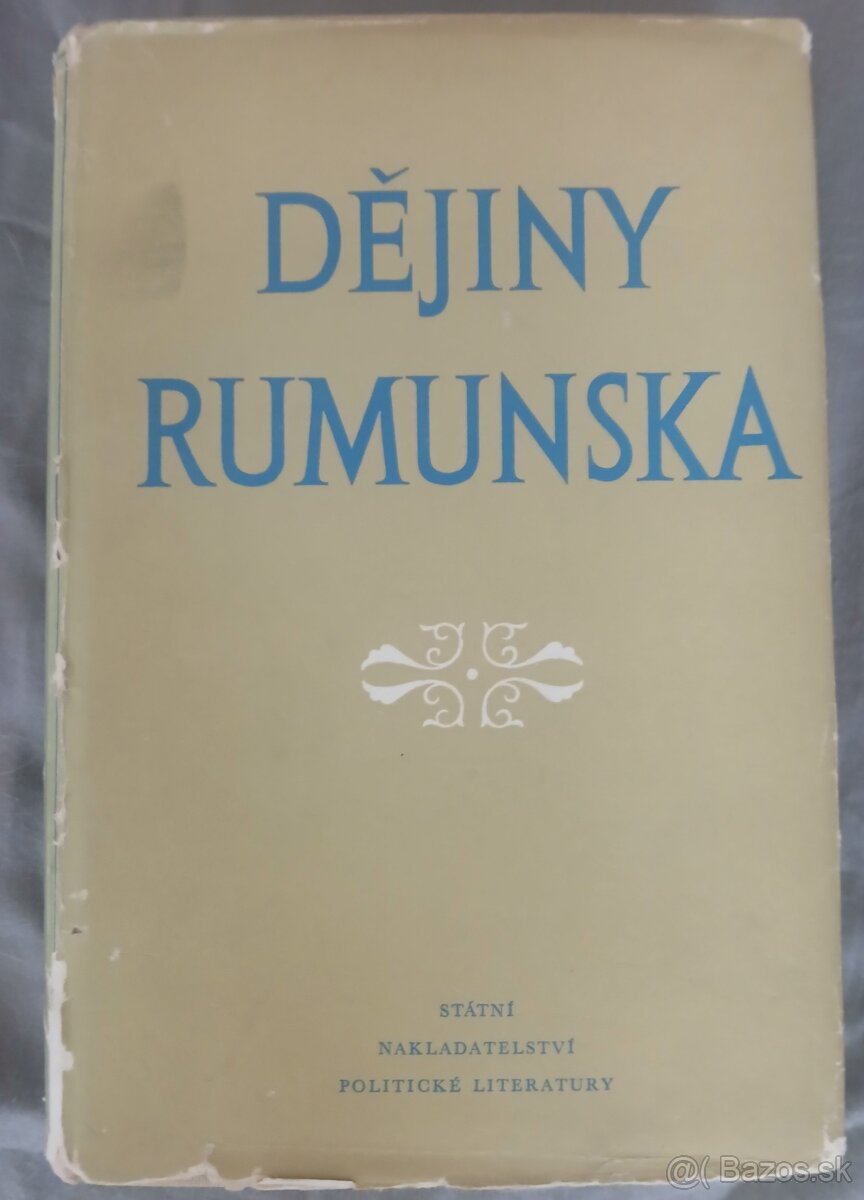 DĚJINY
RUMUNSKA
STÁTNÍ
NAKLADATELSTVÍ
POLITICKÉ LITERATURY
@( Bazos.sk